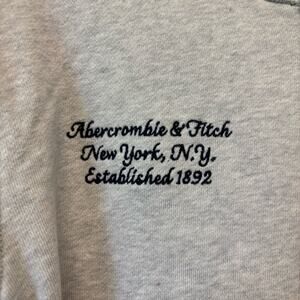 Abercrombie & Fitch
New York, N.Y.
Established 1892